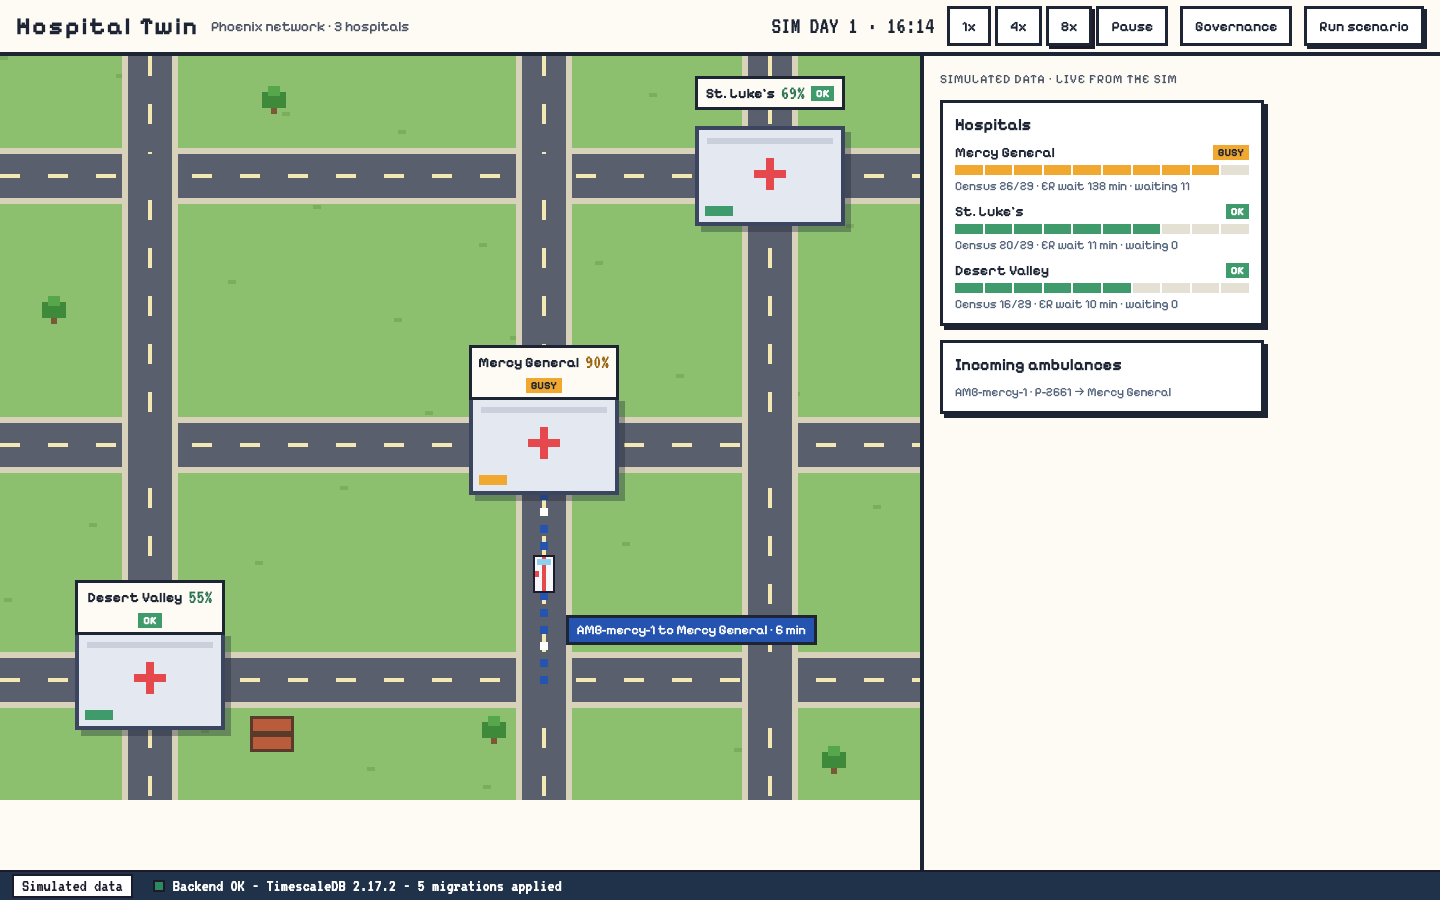 Hospital Twin
Phoenix network · 3 hospitals
SIM DAY 1 · 16:14
1x
4x
8x
Pause
Governance
Run scenario
St. Luke's 69% OK
Mercy General 90%
BUSY
Desert Valley 55%
OK
AMB-mercy-1 to Mercy General · 6 min
SIMULATED DATA · LIVE FROM THE SIM
Hospitals
Mercy General BUSY
Census 26/29 · ER wait 138 min · waiting 11
St. Luke's OK
Census 20/29 · ER wait 11 min · waiting 0
Desert Valley OK
Census 16/29 · ER wait 10 min · waiting 0
Incoming ambulances
AMB-mercy-1 · P-2661 → Mercy General
Simulated data
Backend OK - TimescaleDB 2.17.2 - 5 migrations applied